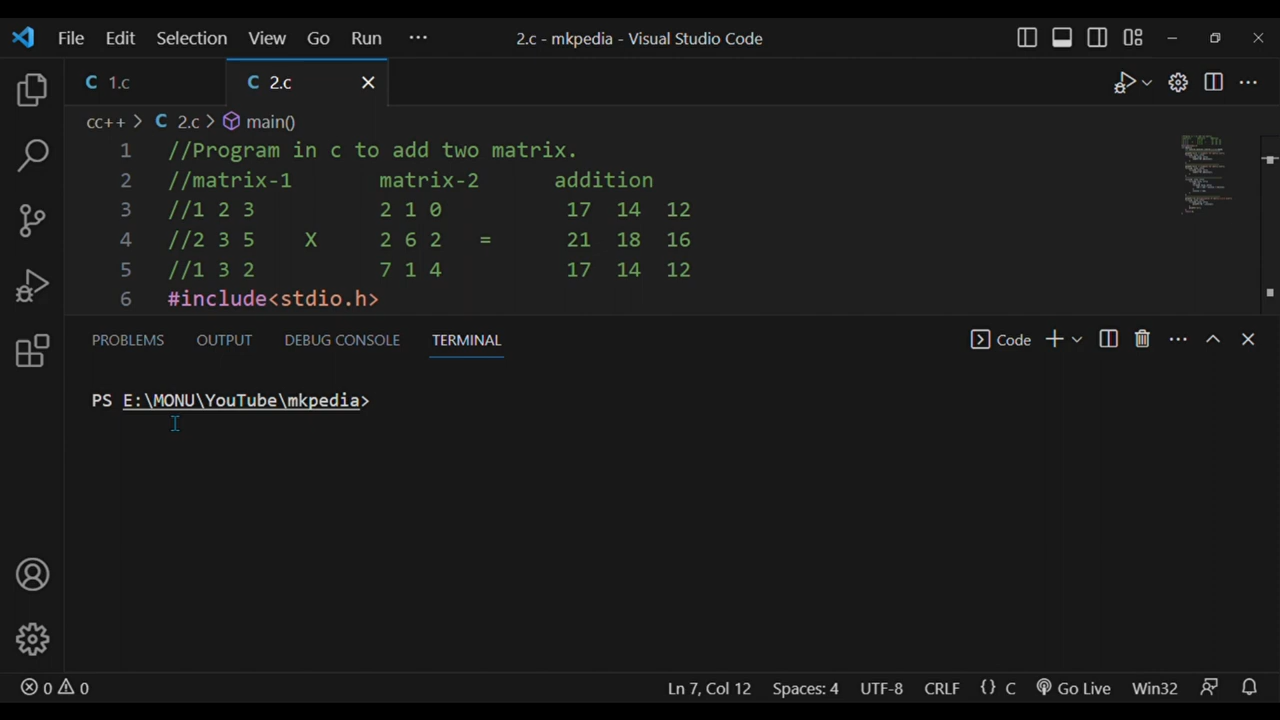 File Edit Selection View Go Run ··· 2.c - mkpedia - Visual Studio Code
C 1.c C 2.c
cc++ > C 2.c > main()
1 //Program in c to add two matrix.
2 //matrix-1 matrix-2 addition
3 //1 2 3 2 1 0 17 14 12
4 //2 3 5 X 2 6 2 = 21 18 16
5 //1 3 2 7 1 4 17 14 12
6 #include<stdio.h>
PROBLEMS OUTPUT DEBUG CONSOLE TERMINAL Code
PS E:\MONU\YouTube\mkpedia>
0 0 Ln 7, Col 12 Spaces: 4 UTF-8 CRLF {} C Go Live Win32